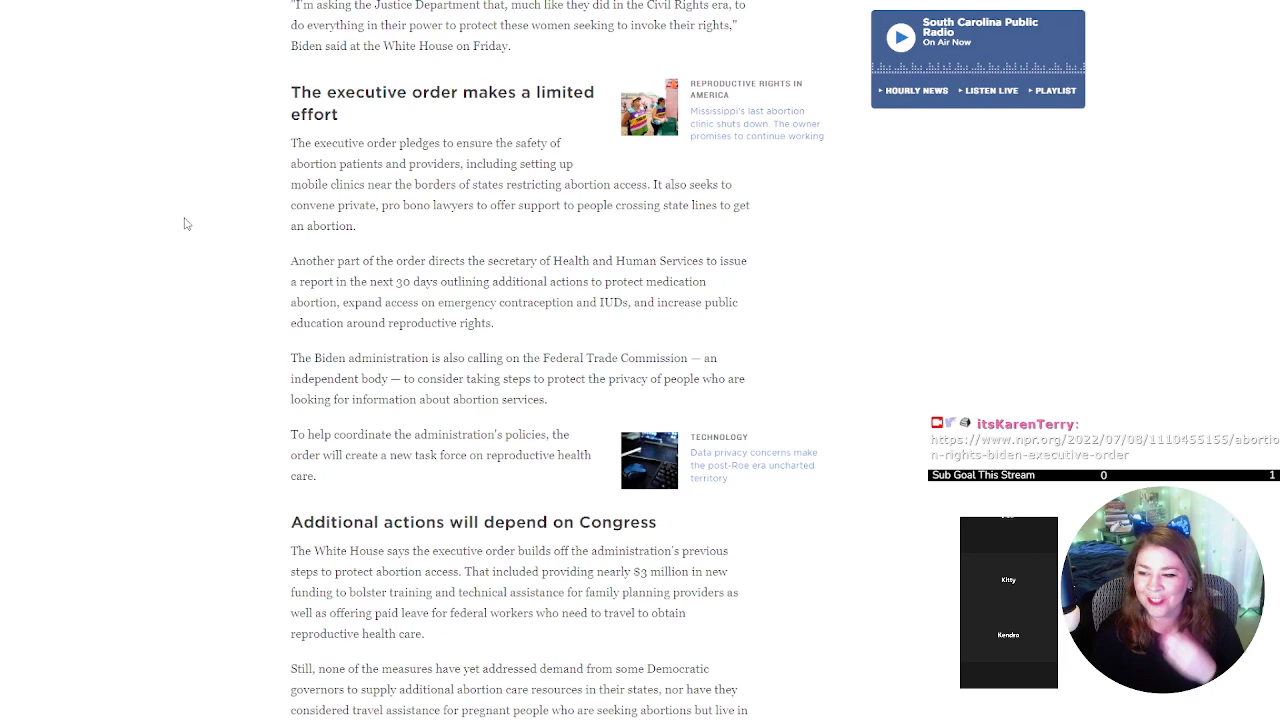 "I'm asking the Justice Department that, much like they did in the Civil Rights era, to
do everything in their power to protect these women seeking to invoke their rights,"
Biden said at the White House on Friday.
The executive order makes a limited
effort
The executive order pledges to ensure the safety of
abortion patients and providers, including setting up
mobile clinics near the borders of states restricting abortion access. It also seeks to
convene private, pro bono lawyers to offer support to people crossing state lines to get
an abortion.
REPRODUCTIVE RIGHTS IN
AMERICA
Mississippi's last abortion
clinic shuts down. The owner
promises to continue working
Another part of the order directs the secretary of Health and Human Services to issue
a report in the next 30 days outlining additional actions to protect medication
abortion, expand access on emergency contraception and IUDs, and increase public
education around reproductive rights.
The Biden administration is also calling on the Federal Trade Commission — an
independent body — to consider taking steps to protect the privacy of people who are
looking for information about abortion services.
To help coordinate the administration's policies, the
order will create a new task force on reproductive health
care.
TECHNOLOGY
Data privacy concerns make
the post-Roe era uncharted
territory
Additional actions will depend on Congress
The White House says the executive order builds off the administration's previous
steps to protect abortion access. That included providing nearly $3 million in new
funding to bolster training and technical assistance for family planning providers as
well as offering paid leave for federal workers who need to travel to obtain
reproductive health care.
Still, none of the measures have yet addressed demand from some Democratic
governors to supply additional abortion care resources in their states, nor have they
considered travel assistance for pregnant people who are seeking abortions but live in
South Carolina Public
Radio
On Air Now
HOURLY NEWS LISTEN LIVE PLAYLIST
itsKarenTerry:
https://www.npr.org/2022/07/08/1110455155/abortio
n-rights-biden-executive-order
Sub Goal This Stream 0 1
Kitty
Kendro